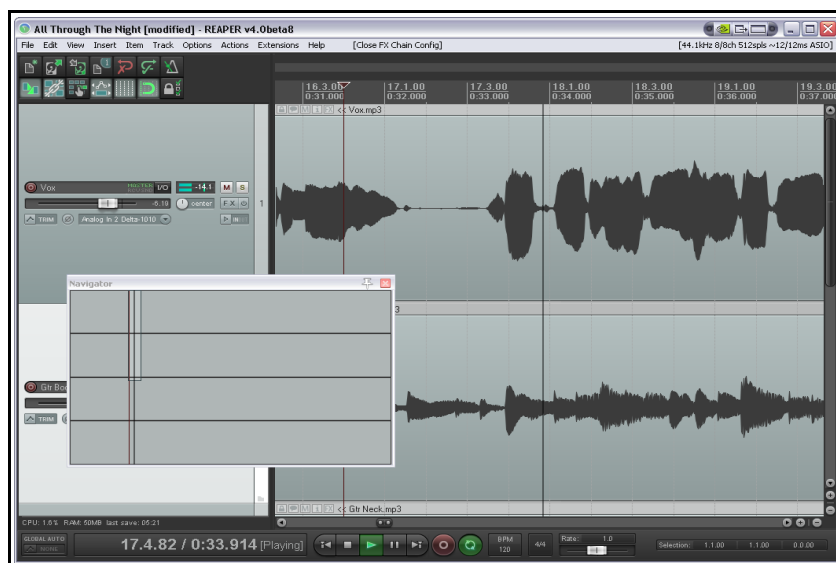 All Through The Night [modified] - REAPER v4.0beta8
File Edit View Insert Item Track Options Actions Extensions Help [Close FX Chain Config] [44.1kHz 8/8ch 512spls ~12/12ms ASIO]
16.3.00 17.1.00 17.3.00 18.1.00 18.3.00 19.1.00 19.3.00
0:31.000 0:32.000 0:33.000 0:34.000 0:35.000 0:36.000 0:37.000
M FX << Vox.mp3
Vox I/O -14.1 M S
-6.19 center FX 1
TRIM Analog In 2 Delta-1010 IN
Navigator
3
Gtr Bo
TRIM
M FX << Gtr Neck.mp3
CPU: 1.6% RAM: 50MB last save: 05:21
GLOBAL AUTO
NONE
17.4.82 / 0:33.914 [Playing]
BPM
120
4/4
Rate: 1.0
Selection: 1.1.00 1.1.00 0.0.00